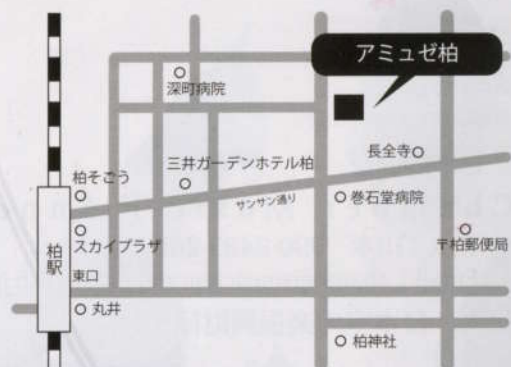 アミュゼ柏
深町病院
長全寺
三井ガーデンホテル柏
柏そごう
サンサン通り
巻石堂病院
スカイプラザ
〒柏郵便局
柏駅
東口
丸井
柏神社